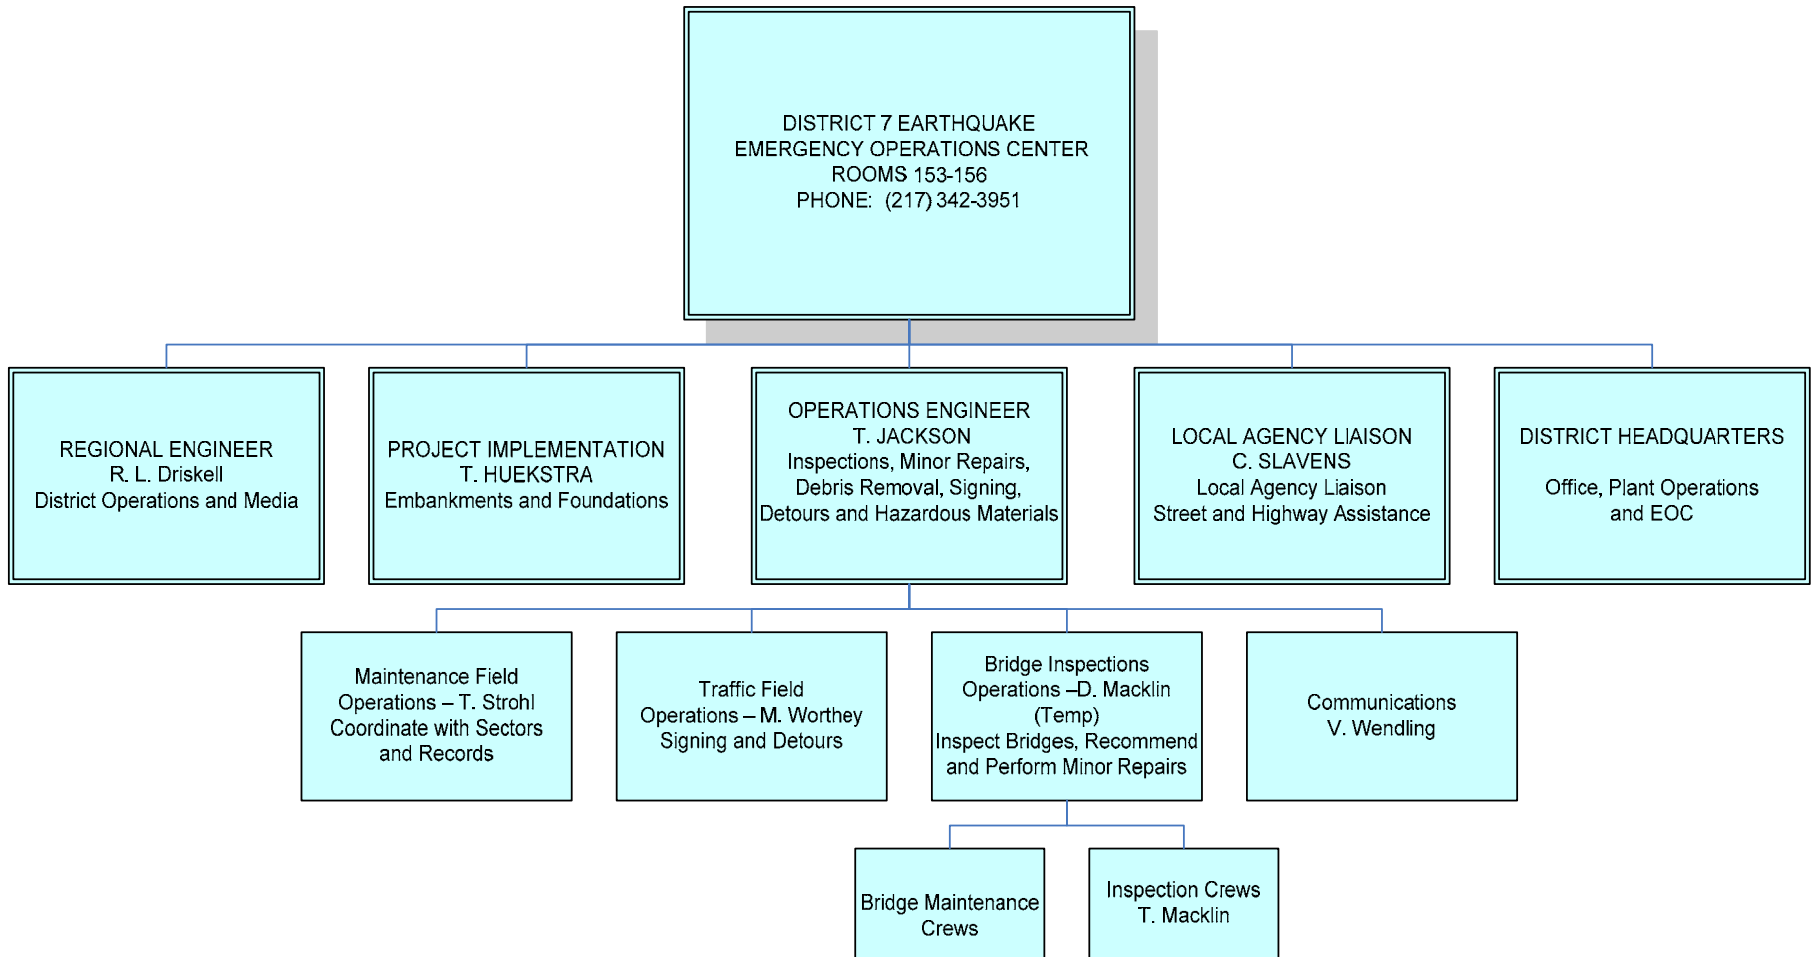 DISTRICT 7 EARTHQUAKE
EMERGENCY OPERATIONS CENTER
ROOMS 153-156
PHONE: (217) 342-3951
REGIONAL ENGINEER
R. L. Driskell
District Operations and Media
PROJECT IMPLEMENTATION
T. HUEKSTRA
Embankments and Foundations
OPERATIONS ENGINEER
T. JACKSON
Inspections, Minor Repairs,
Debris Removal, Signing,
Detours and Hazardous Materials
LOCAL AGENCY LIAISON
C. SLAVENS
Local Agency Liaison
Street and Highway Assistance
DISTRICT HEADQUARTERS
Office, Plant Operations
and EOC
Maintenance Field
Operations – T. Strohl
Coordinate with Sectors
and Records
Traffic Field
Operations – M. Worthey
Signing and Detours
Bridge Inspections
Operations –D. Macklin
(Temp)
Inspect Bridges, Recommend
and Perform Minor Repairs
Communications
V. Wendling
Bridge Maintenance
Crews
Inspection Crews
T. Macklin